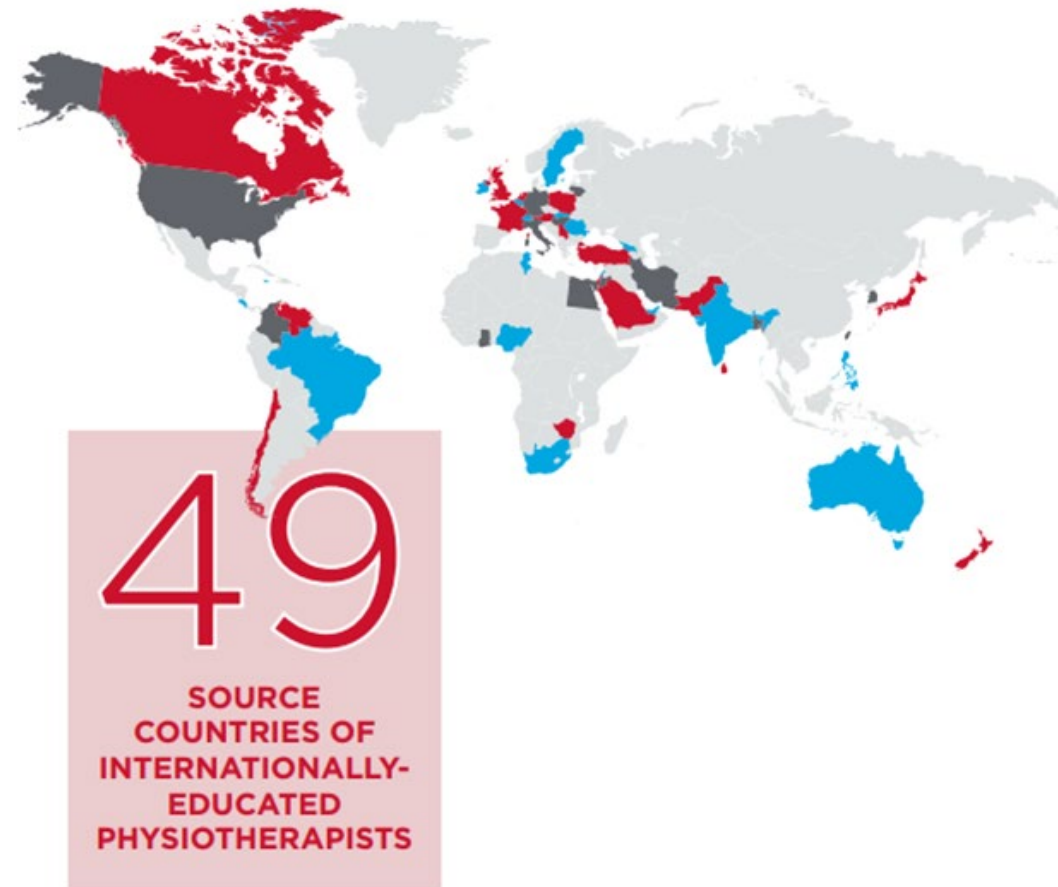 49
SOURCE
COUNTRIES OF
INTERNATIONALLY-
EDUCATED
PHYSIOTHERAPISTS